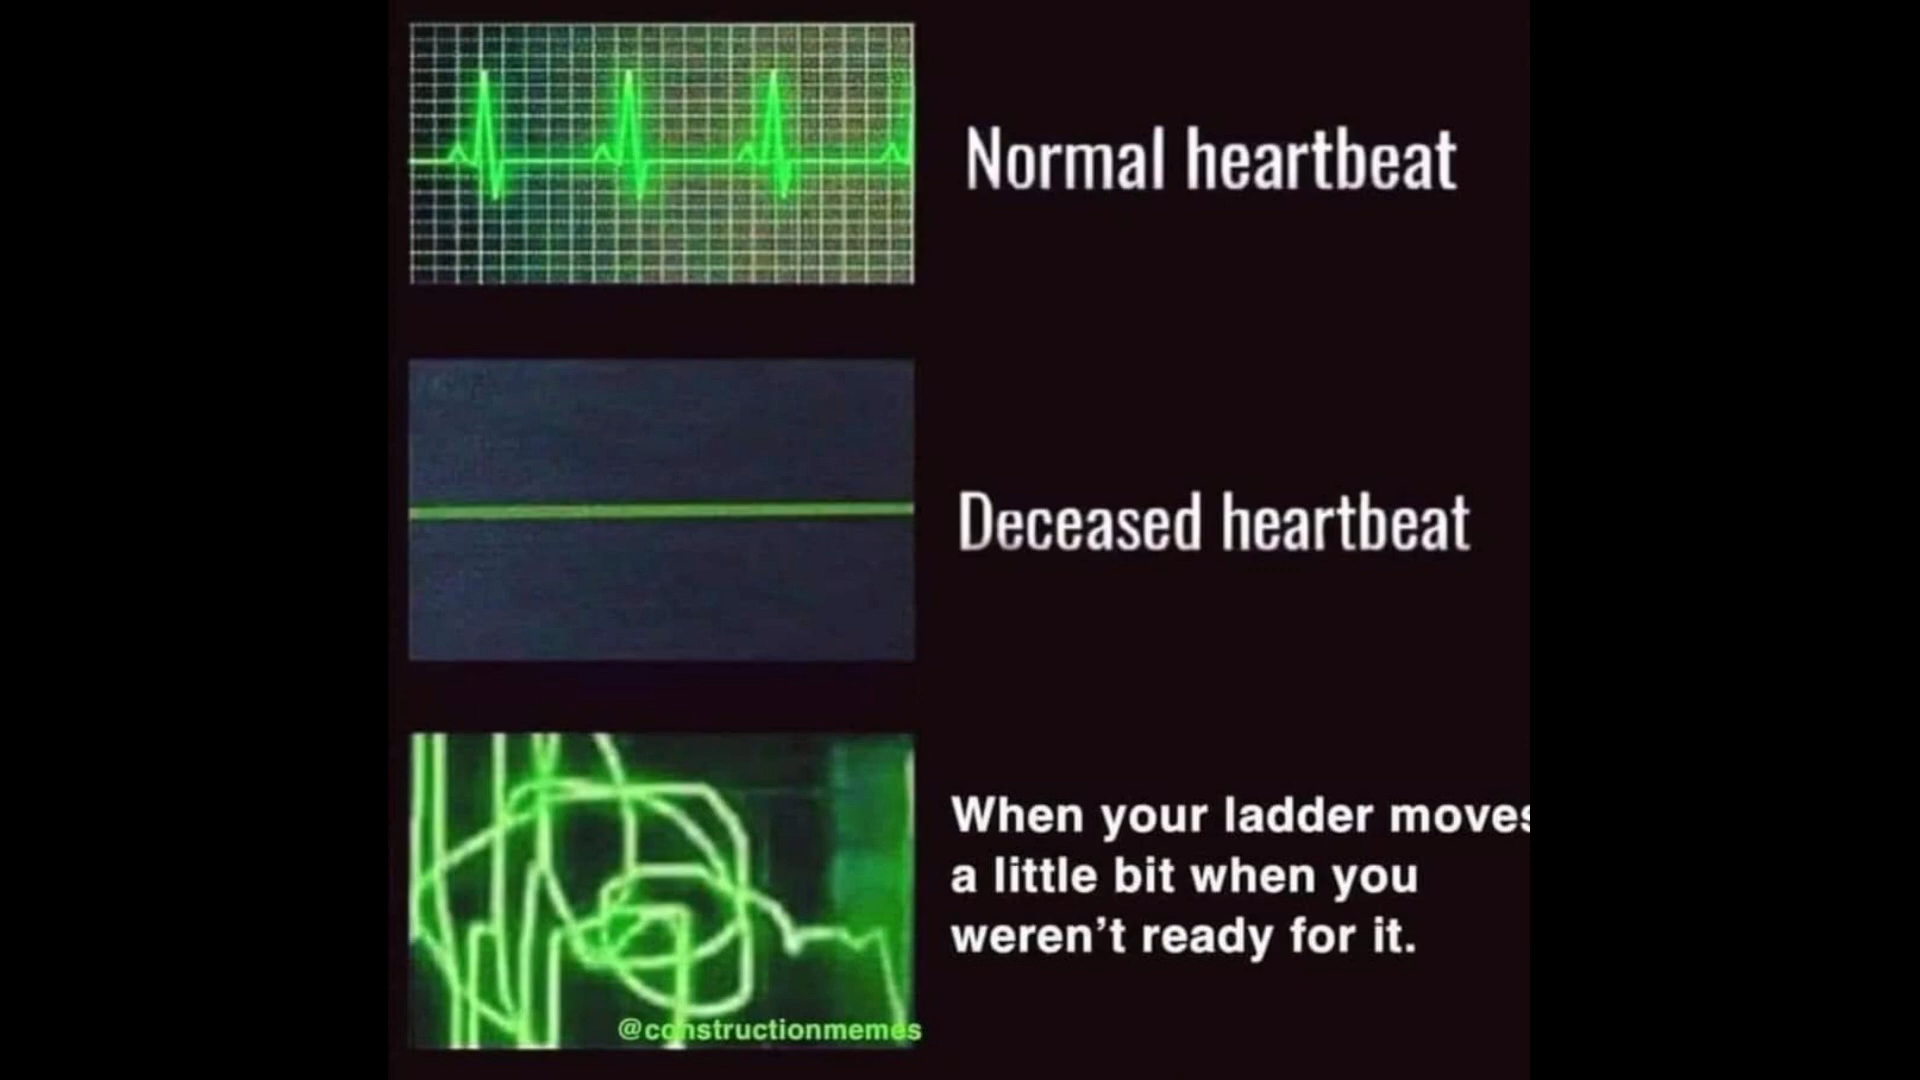 Normal heartbeat
Deceased heartbeat
When your ladder moves
a little bit when you
weren't ready for it.
@constructionmemes